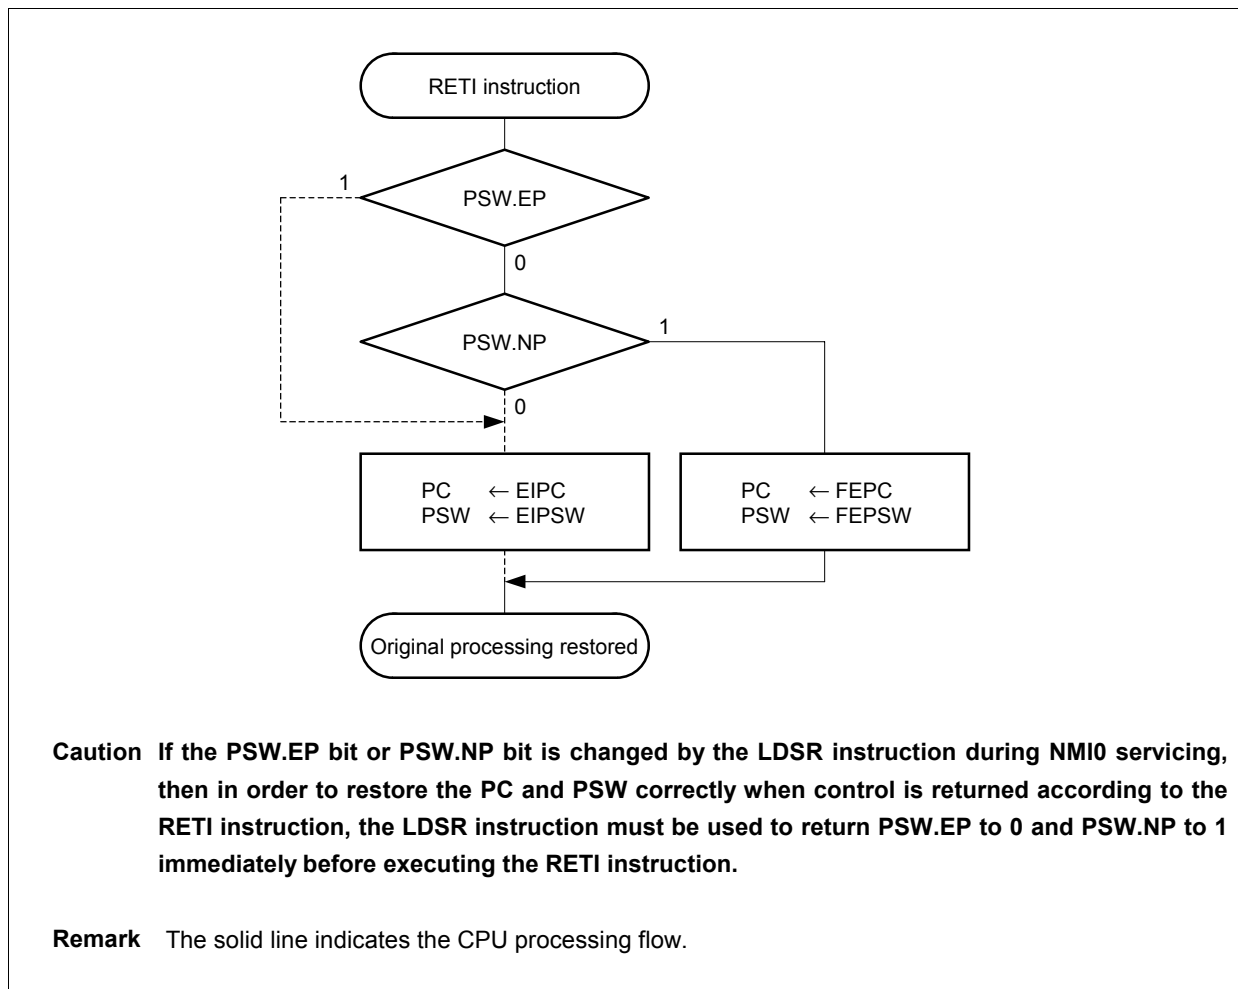 RETI instruction
1
PSW.EP
0
1
PSW.NP
0
PC ← EIPC
PSW ← EIPSW
PC ← FEPC
PSW ← FEPSW
Original processing restored
Caution If the PSW.EP bit or PSW.NP bit is changed by the LDSR instruction during NMI0 servicing,
then in order to restore the PC and PSW correctly when control is returned according to the
RETI instruction, the LDSR instruction must be used to return PSW.EP to 0 and PSW.NP to 1
immediately before executing the RETI instruction.
Remark The solid line indicates the CPU processing flow.